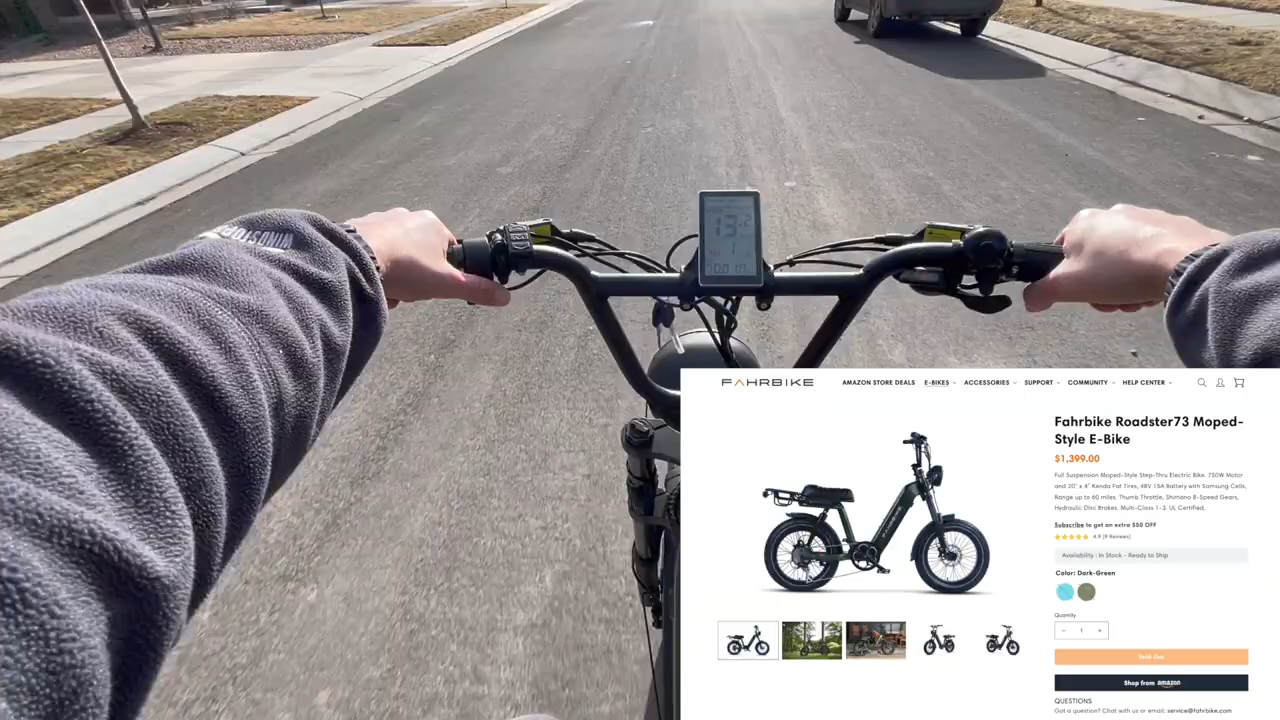 13.2
1
FAHRBIKE
AMAZON STORE DEALS E-BIKES ACCESSORIES SUPPORT COMMUNITY HELP CENTER
Fahrbike Roadster73 Moped-
Style E-Bike
$1,399.00
Full Suspension Moped-Style Step-Thru Electric Bike. 750W Motor
and 20" x 4" Kenda Fat Tires, 48V 15A Battery with Samsung Cells,
Range up to 60 miles. Thumb Throttle, Shimano 8-Speed Gears,
Hydraulic Disc Brakes. Multi-Class 1-3. UL Certified,
Subscribe to get an extra $50 OFF
4.9 (9 Reviews)
Availability : In Stock - Ready to Ship
Color: Dark-Green
Quantity
− 1 +
Sold Out
Shop from amazon
QUESTIONS
Got a question? Chat with us or email: service@fahrbike.com